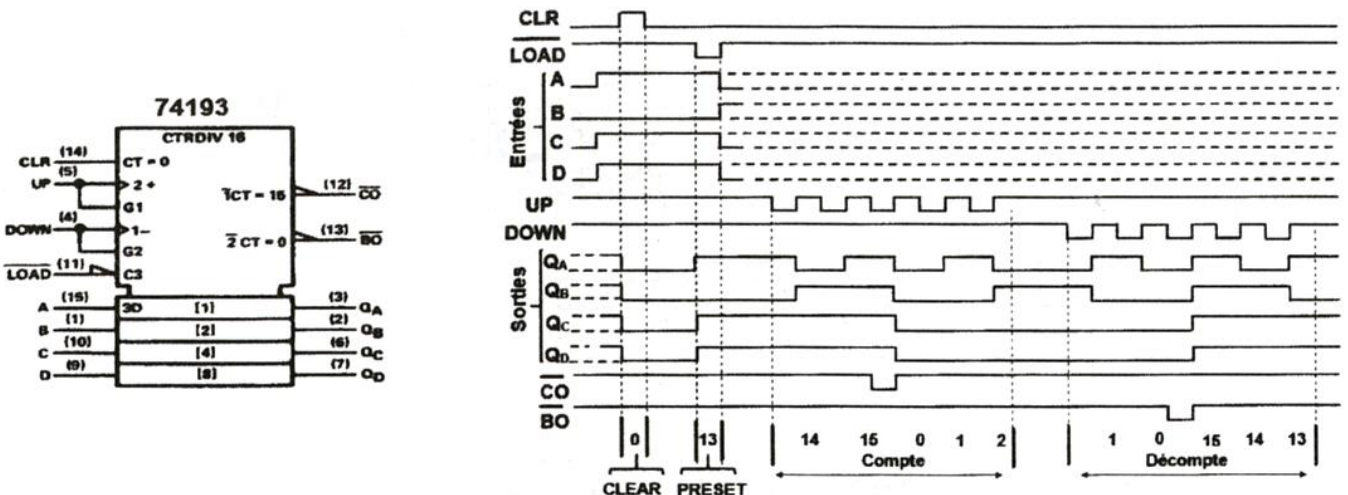 74193
CTRDIV 16
CLR (14) CT = 0
UP (5) 2 +
G1
DOWN (4) 1–
G2
LOAD (11) C3
1CT = 15 (12) CO
2 CT = 0 (13) BO
A (15) 3D [1] (3) QA
B (1) [2] (2) QB
C (10) [4] (6) QC
D (9) [8] (7) QD
CLR
LOAD
Entrées
A
B
C
D
UP
DOWN
Sorties
QA
QB
QC
QD
CO
BO
0 13 14 15 0 1 2 1 0 15 14 13
Compte Décompte
CLEAR PRESET